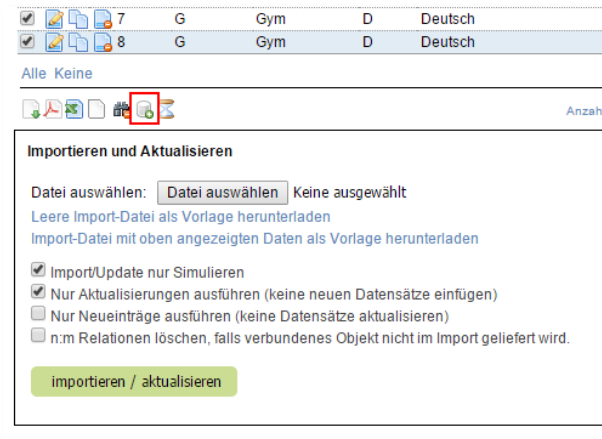 7 G Gym D Deutsch
8 G Gym D Deutsch
Alle Keine
Anzah
Importieren und Aktualisieren
Datei auswählen: Datei auswählen Keine ausgewählt
Leere Import-Datei als Vorlage herunterladen
Import-Datei mit oben angezeigten Daten als Vorlage herunterladen
Import/Update nur Simulieren
Nur Aktualisierungen ausführen (keine neuen Datensätze einfügen)
Nur Neueinträge ausführen (keine Datensätze aktualisieren)
n:m Relationen löschen, falls verbundenes Objekt nicht im Import geliefert wird.
importieren / aktualisieren